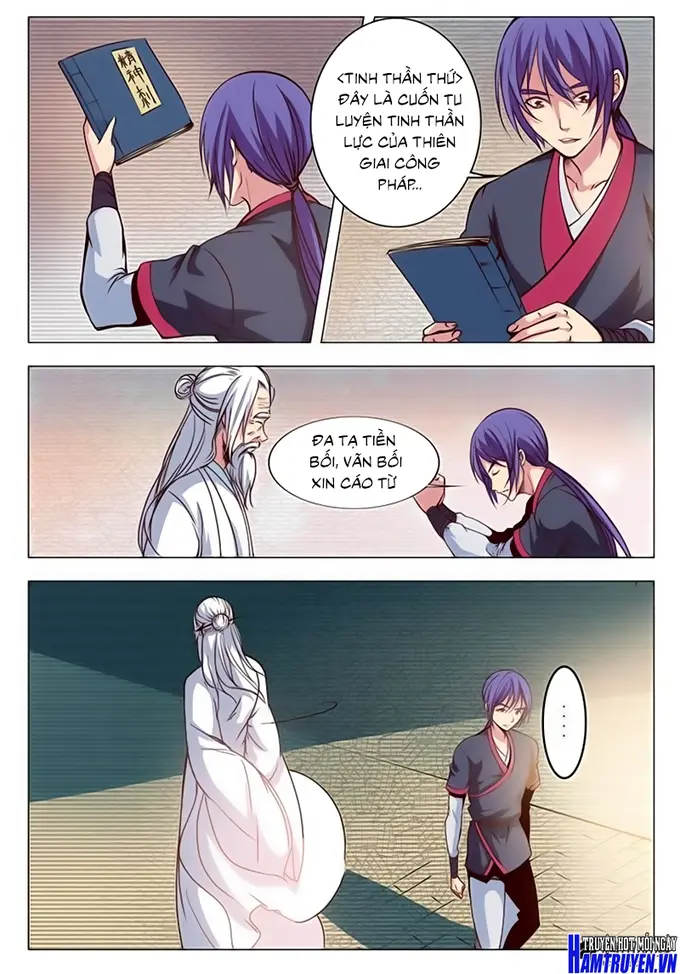 精神刺
<TINH THẦN THỨ>
ĐÂY LÀ CUỐN TU
LUYỆN TINH THẦN
LỰC CỦA THIÊN
GIAI CÔNG
PHÁP...
ĐA TẠ TIỀN
BỐI, VÃN BỐI
XIN CÁO TỪ
...
TRUYỆN.HOT MỖI NGÀY
HAMTRUYEN.VN